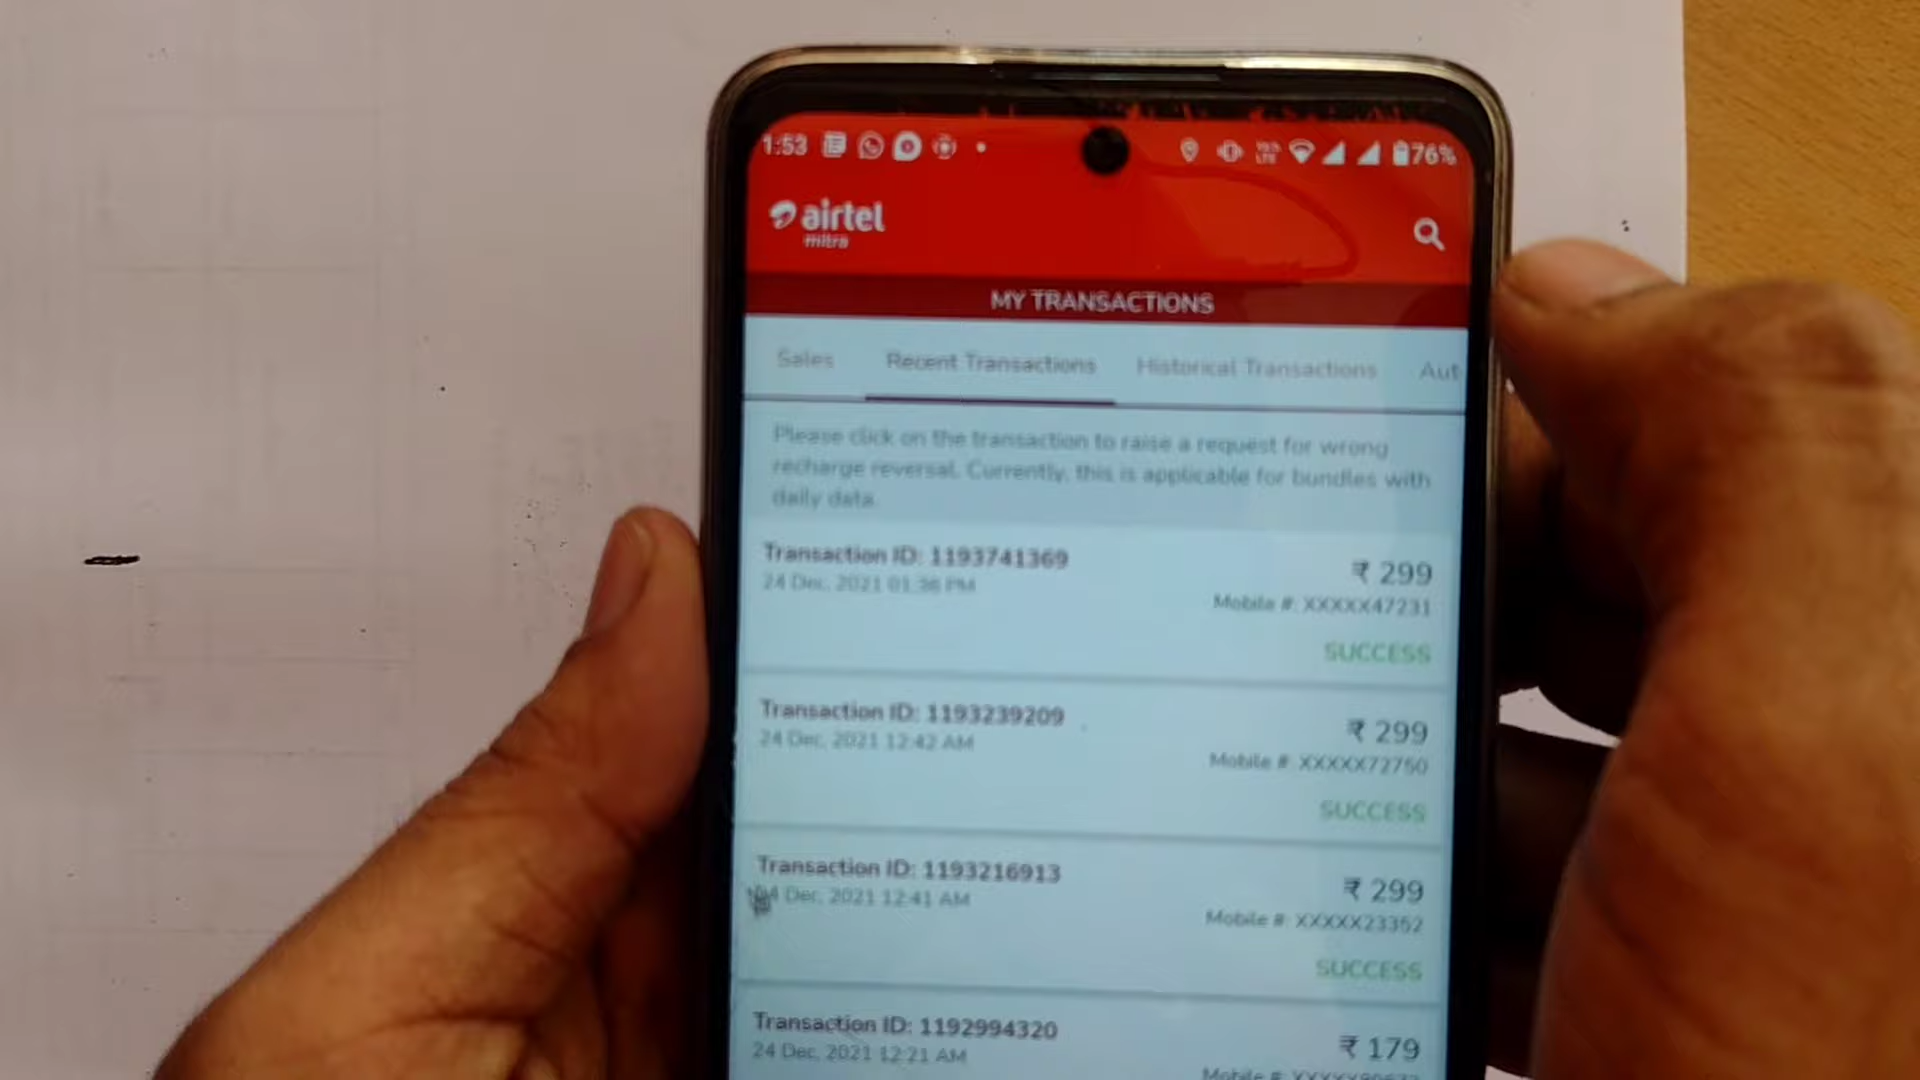 1:53
76%
airtel
mitra
MY TRANSACTIONS
Sales Recent Transactions Historical Transactions Aut
Please click on the transaction to raise a request for wrong
recharge reversal. Currently, this is applicable for bundles with
daily data.
Transaction ID: 1193741369
₹ 299
24 Dec, 2021 01:36 PM
Mobile #: XXXXX47231
SUCCESS
Transaction ID: 1193239209
₹ 299
24 Dec, 2021 12:42 AM
Mobile #: XXXXX72750
SUCCESS
Transaction ID: 1193216913
₹ 299
Dec, 2021 12:41 AM
Mobile #: XXXXX23352
SUCCESS
Transaction ID: 1192994320
₹ 179
24 Dec, 2021 12:21 AM
Mobile #: